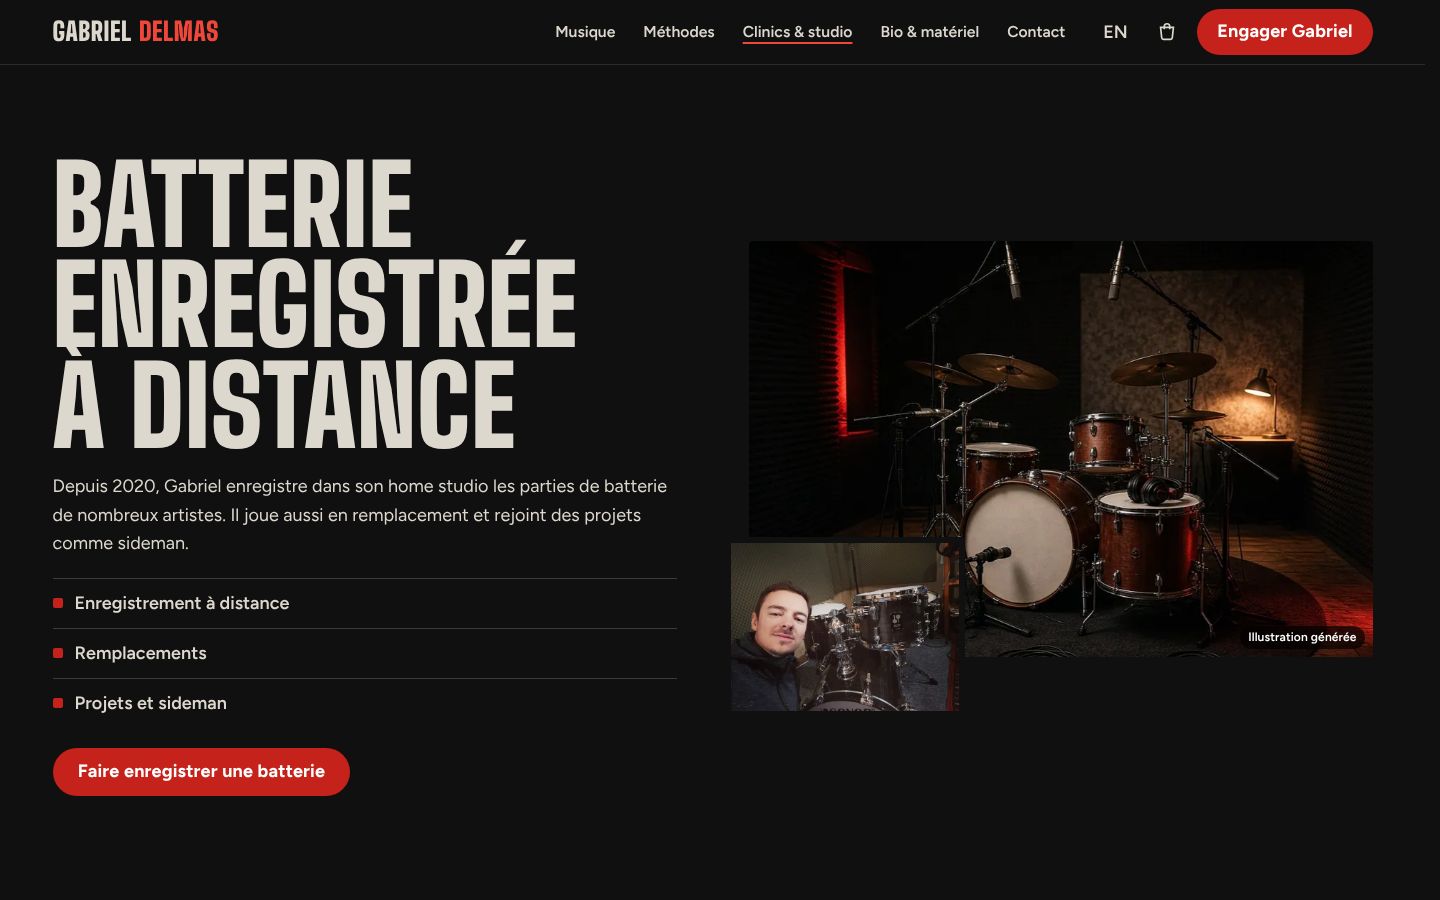 GABRIEL DELMAS
Musique
Méthodes
Clinics & studio
Bio & matériel
Contact
EN
Engager Gabriel
BATTERIE
ENREGISTRÉE
À DISTANCE
Depuis 2020, Gabriel enregistre dans son home studio les parties de batterie
de nombreux artistes. Il joue aussi en remplacement et rejoint des projets
comme sideman.
Enregistrement à distance
Remplacements
Projets et sideman
Faire enregistrer une batterie
Illustration générée